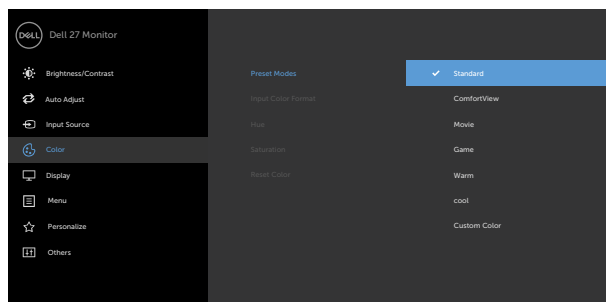 DELL Dell 27 Monitor
Brightness/Contrast
Auto Adjust
Input Source
Color
Display
Menu
Personalize
Others
Preset Modes
Input Color Format
Hue
Saturation
Reset Color
Standard
ComfortView
Movie
Game
Warm
cool
Custom Color